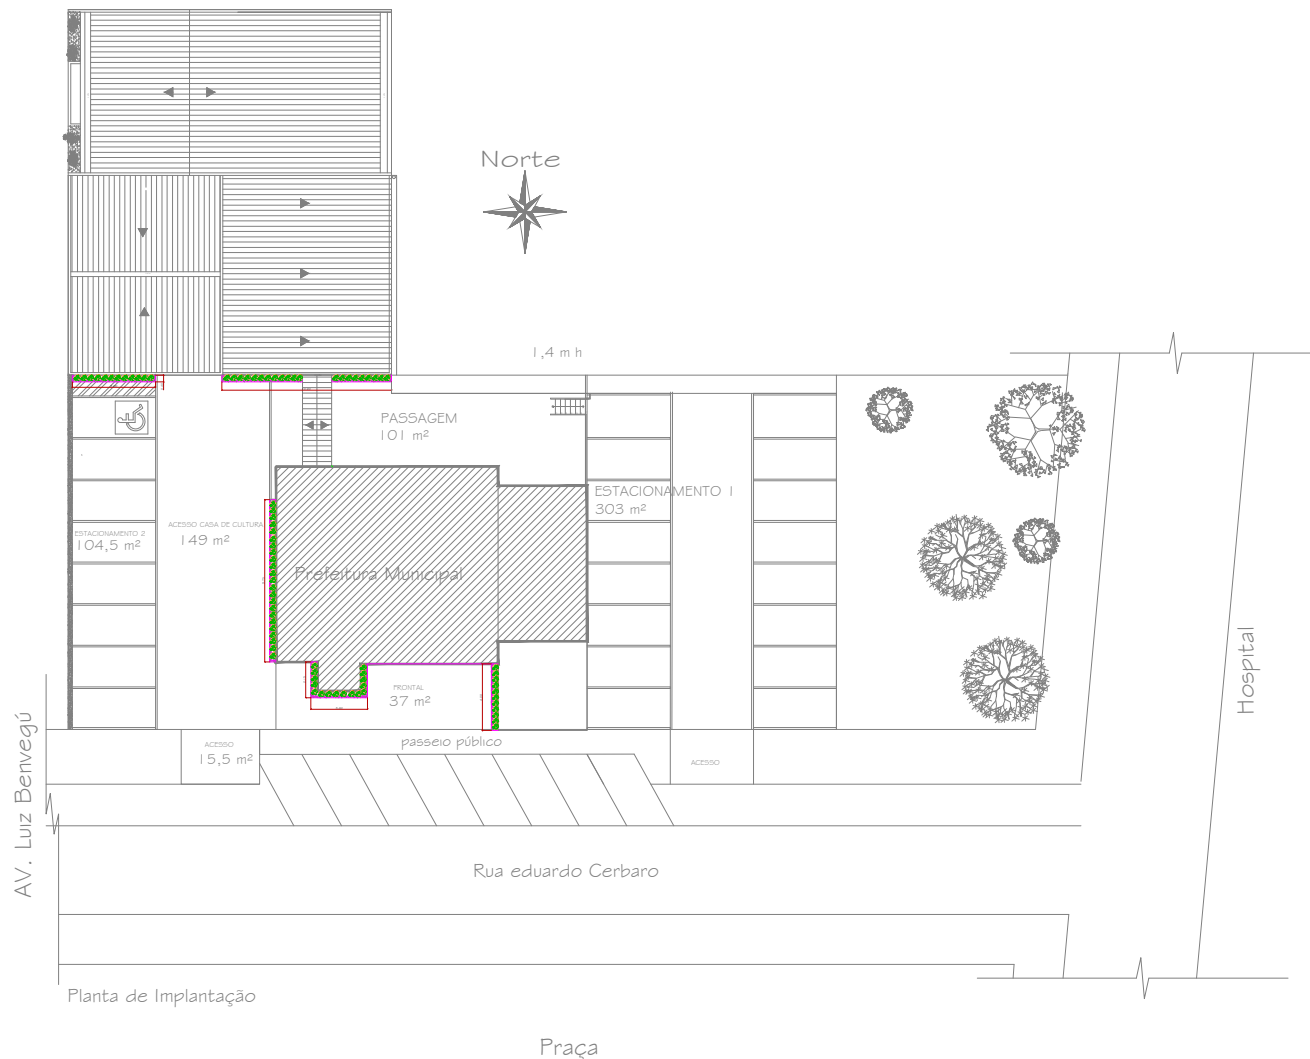 Norte
1,4 m h
PASSAGEM
101 m²
ESTACIONAMENTO 1
303 m²
ACESSO CASA DE CULTURA
149 m²
ESTACIONAMENTO 2
104,5 m²
Prefeitura Municipal
FRONTAL
37 m²
Hospital
AV. Luiz Benvegú
ACESSO
15,5 m²
passeio público
ACESSO
Rua eduardo Cerbaro
Planta de Implantação
Praça